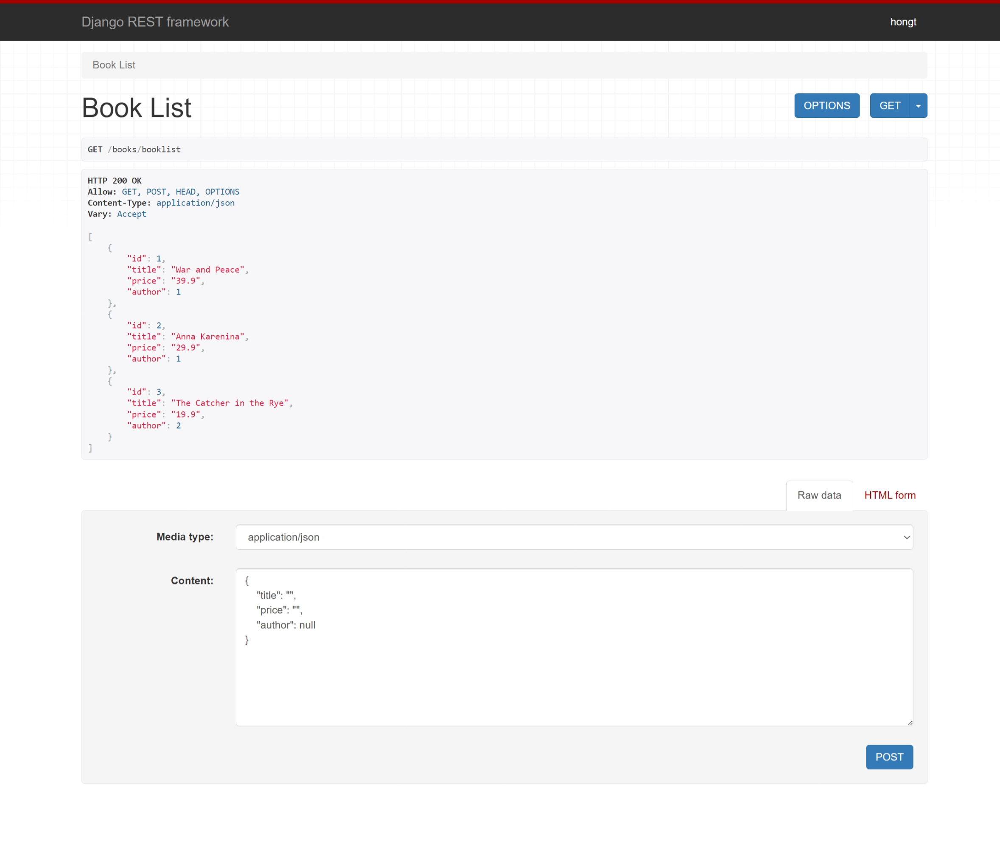 Django REST framework
hongt
Book List
Book List
OPTIONS
GET
GET /books/booklist
HTTP 200 OK
Allow: GET, POST, HEAD, OPTIONS
Content-Type: application/json
Vary: Accept
[
    {
        "id": 1,
        "title": "War and Peace",
        "price": "39.9",
        "author": 1
    },
    {
        "id": 2,
        "title": "Anna Karenina",
        "price": "29.9",
        "author": 1
    },
    {
        "id": 3,
        "title": "The Catcher in the Rye",
        "price": "19.9",
        "author": 2
    }
]
Raw data
HTML form
Media type:
application/json
Content:
{
    "title": "",
    "price": "",
    "author": null
}
POST